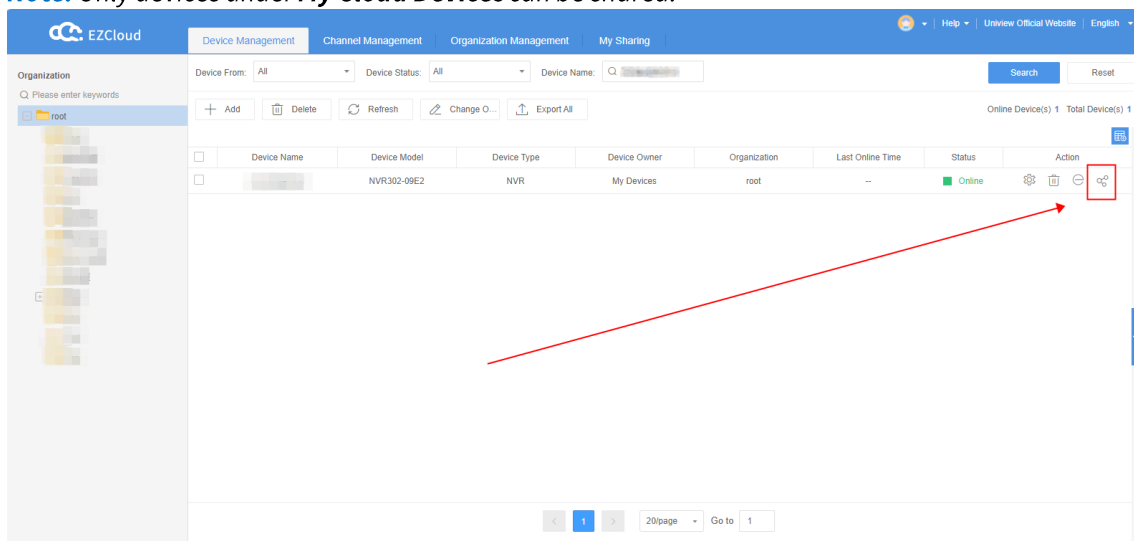 Note: Only devices under My Cloud Devices can be shared.
EZCloud
Help
Uniview Official Website
English
Device Management
Channel Management
Organization Management
My Sharing
Organization
Please enter keywords
root
Device From: All
Device Status: All
Device Name:
Search
Reset
Add
Delete
Refresh
Change O...
Export All
Online Device(s) 1 Total Device(s) 1
Device Name Device Model Device Type Device Owner Organization Last Online Time Status Action
NVR302-09E2 NVR My Devices root -- Online
< 1 > 20/page Go to 1